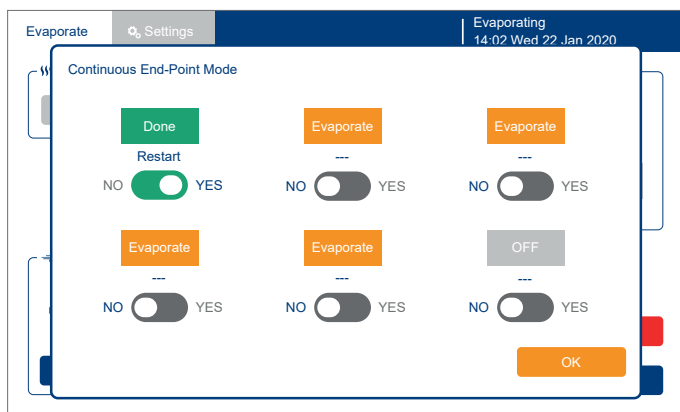 Evaporate
Settings
Evaporating
14:02 Wed 22 Jan 2020
Continuous End-Point Mode
Done Evaporate Evaporate
Restart --- ---
NO YES NO YES NO YES
Evaporate Evaporate OFF
--- --- ---
NO YES NO YES NO YES
OK